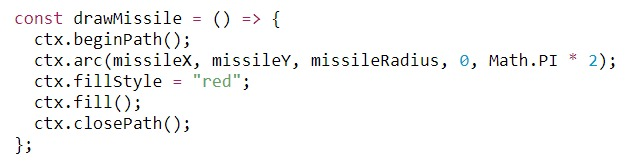 const drawMissile = () => {
  ctx.beginPath();
  ctx.arc(missileX, missileY, missileRadius, 0, Math.PI * 2);
  ctx.fillStyle = "red";
  ctx.fill();
  ctx.closePath();
};